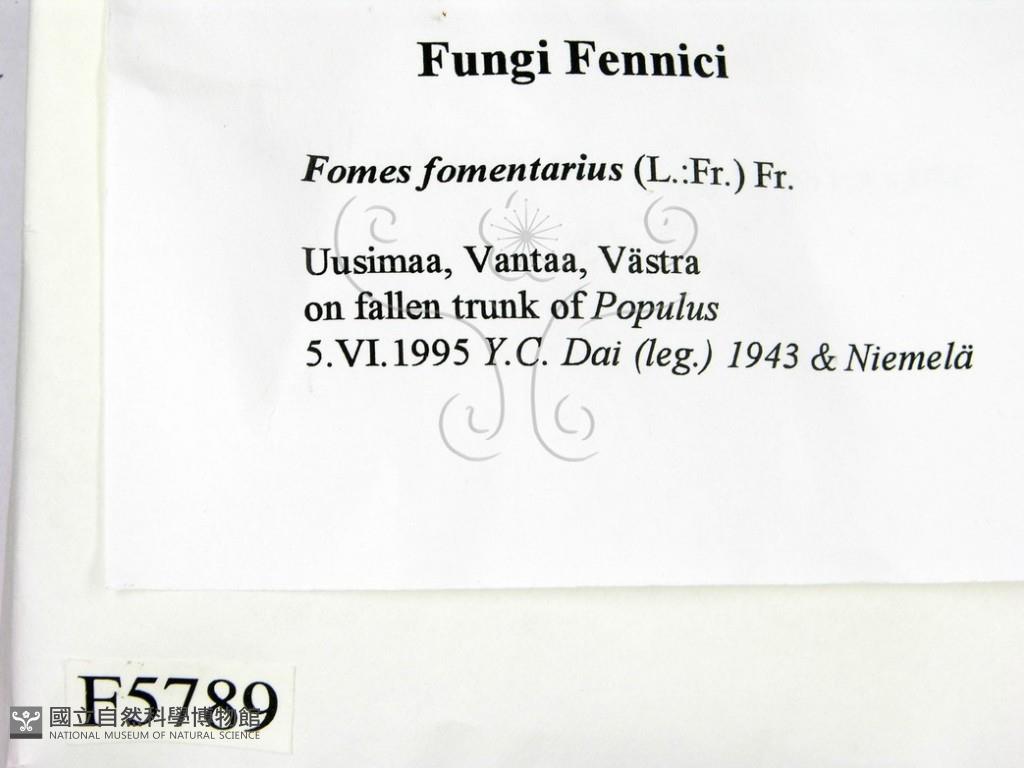 Fungi Fennici
Fomes fomentarius (L.:Fr.) Fr.
Uusimaa, Vantaa, Västra
on fallen trunk of Populus
5.VI.1995 Y.C. Dai (leg.) 1943 & Niemelä
F5789
國立自然科學博物館
NATIONAL MUSEUM OF NATURAL SCIENCE